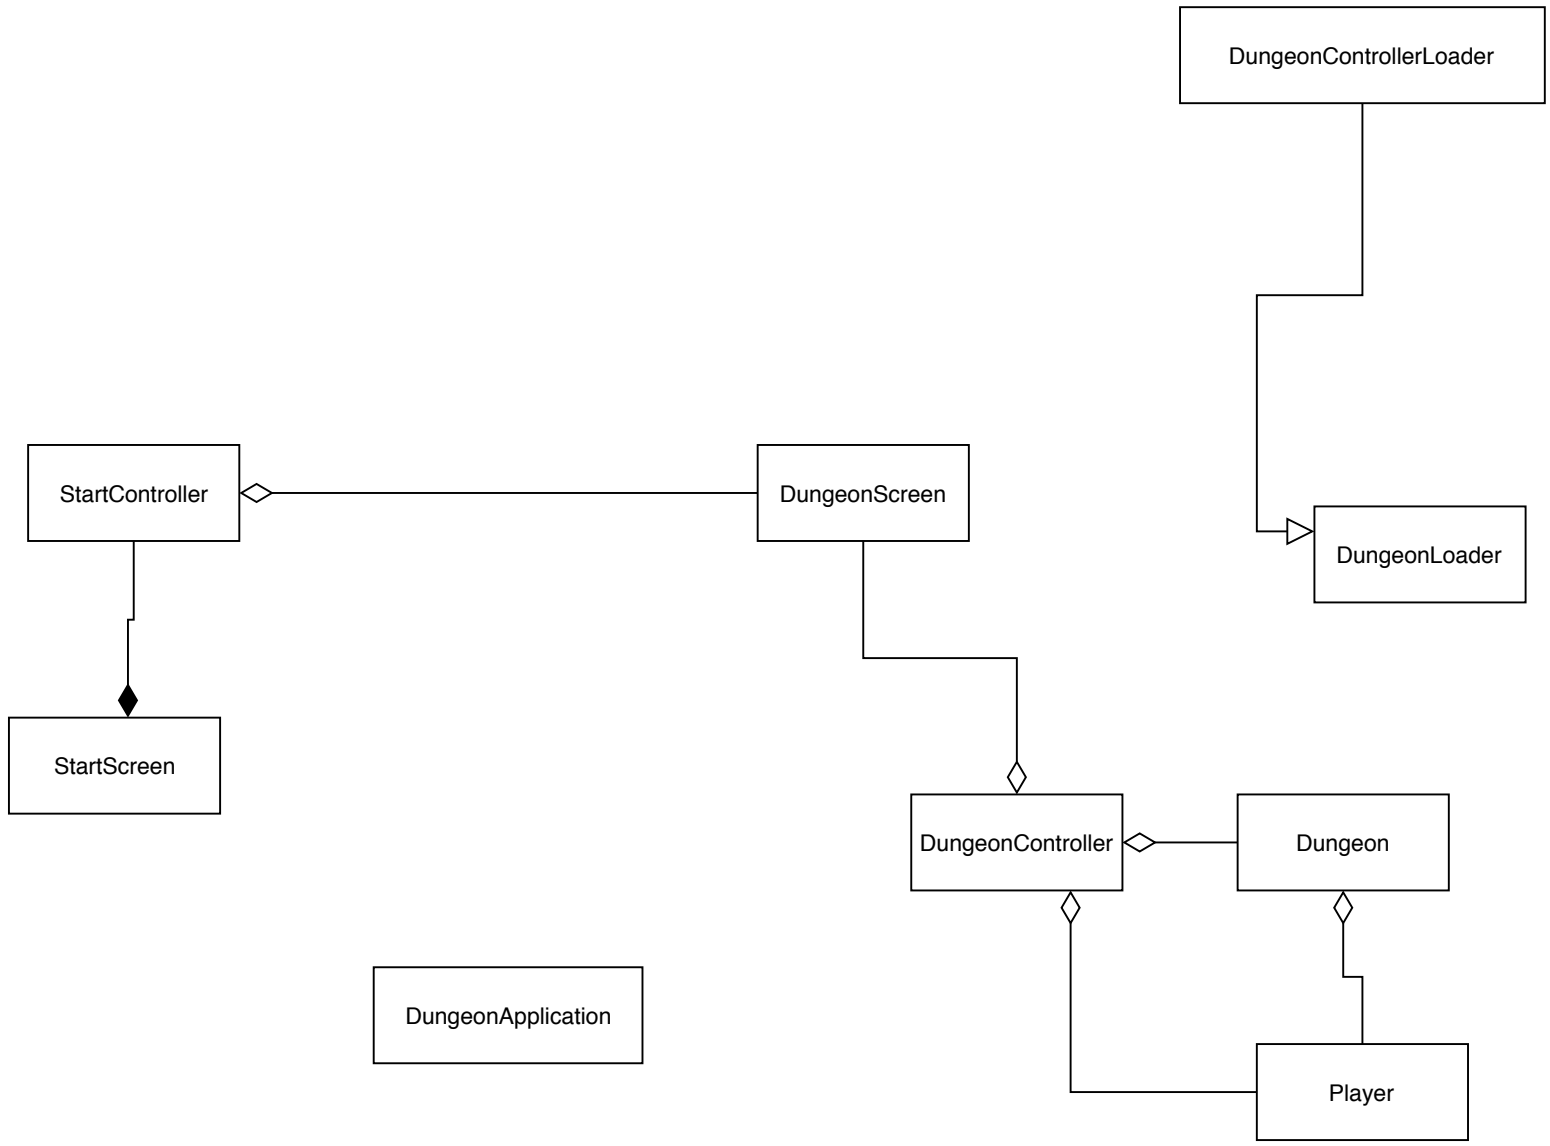 DungeonControllerLoader
StartController
DungeonScreen
DungeonLoader
StartScreen
DungeonController
Dungeon
DungeonApplication
Player